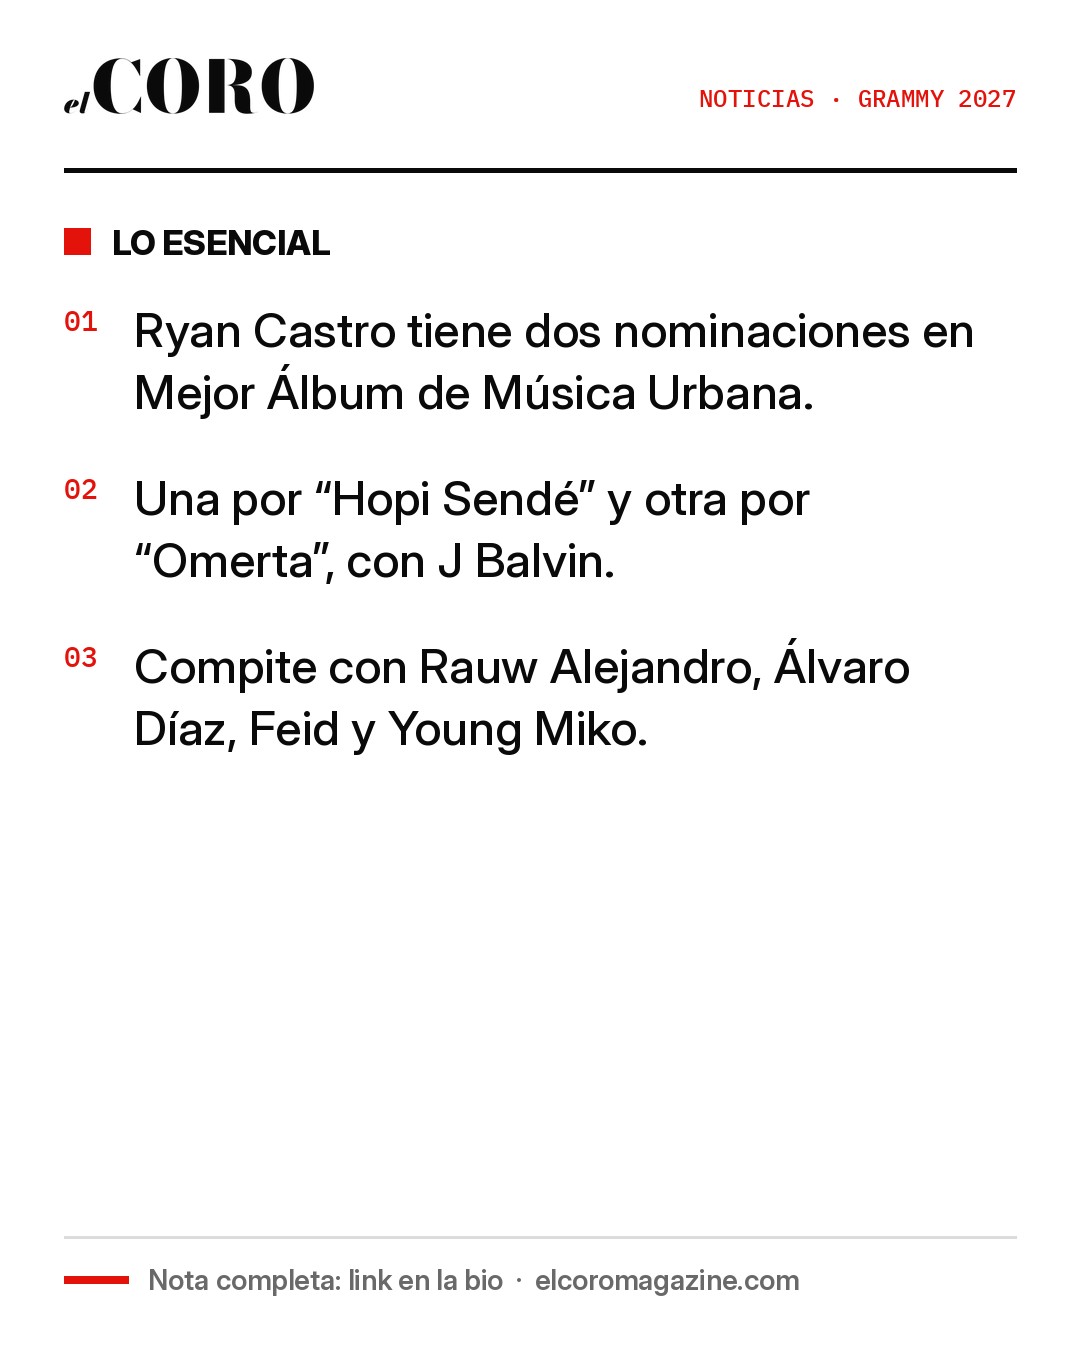 el CORO
NOTICIAS · GRAMMY 2027
LO ESENCIAL
01 Ryan Castro tiene dos nominaciones en
Mejor Álbum de Música Urbana.
02 Una por “Hopi Sendé” y otra por
“Omerta”, con J Balvin.
03 Compite con Rauw Alejandro, Álvaro
Díaz, Feid y Young Miko.
Nota completa: link en la bio · elcoromagazine.com